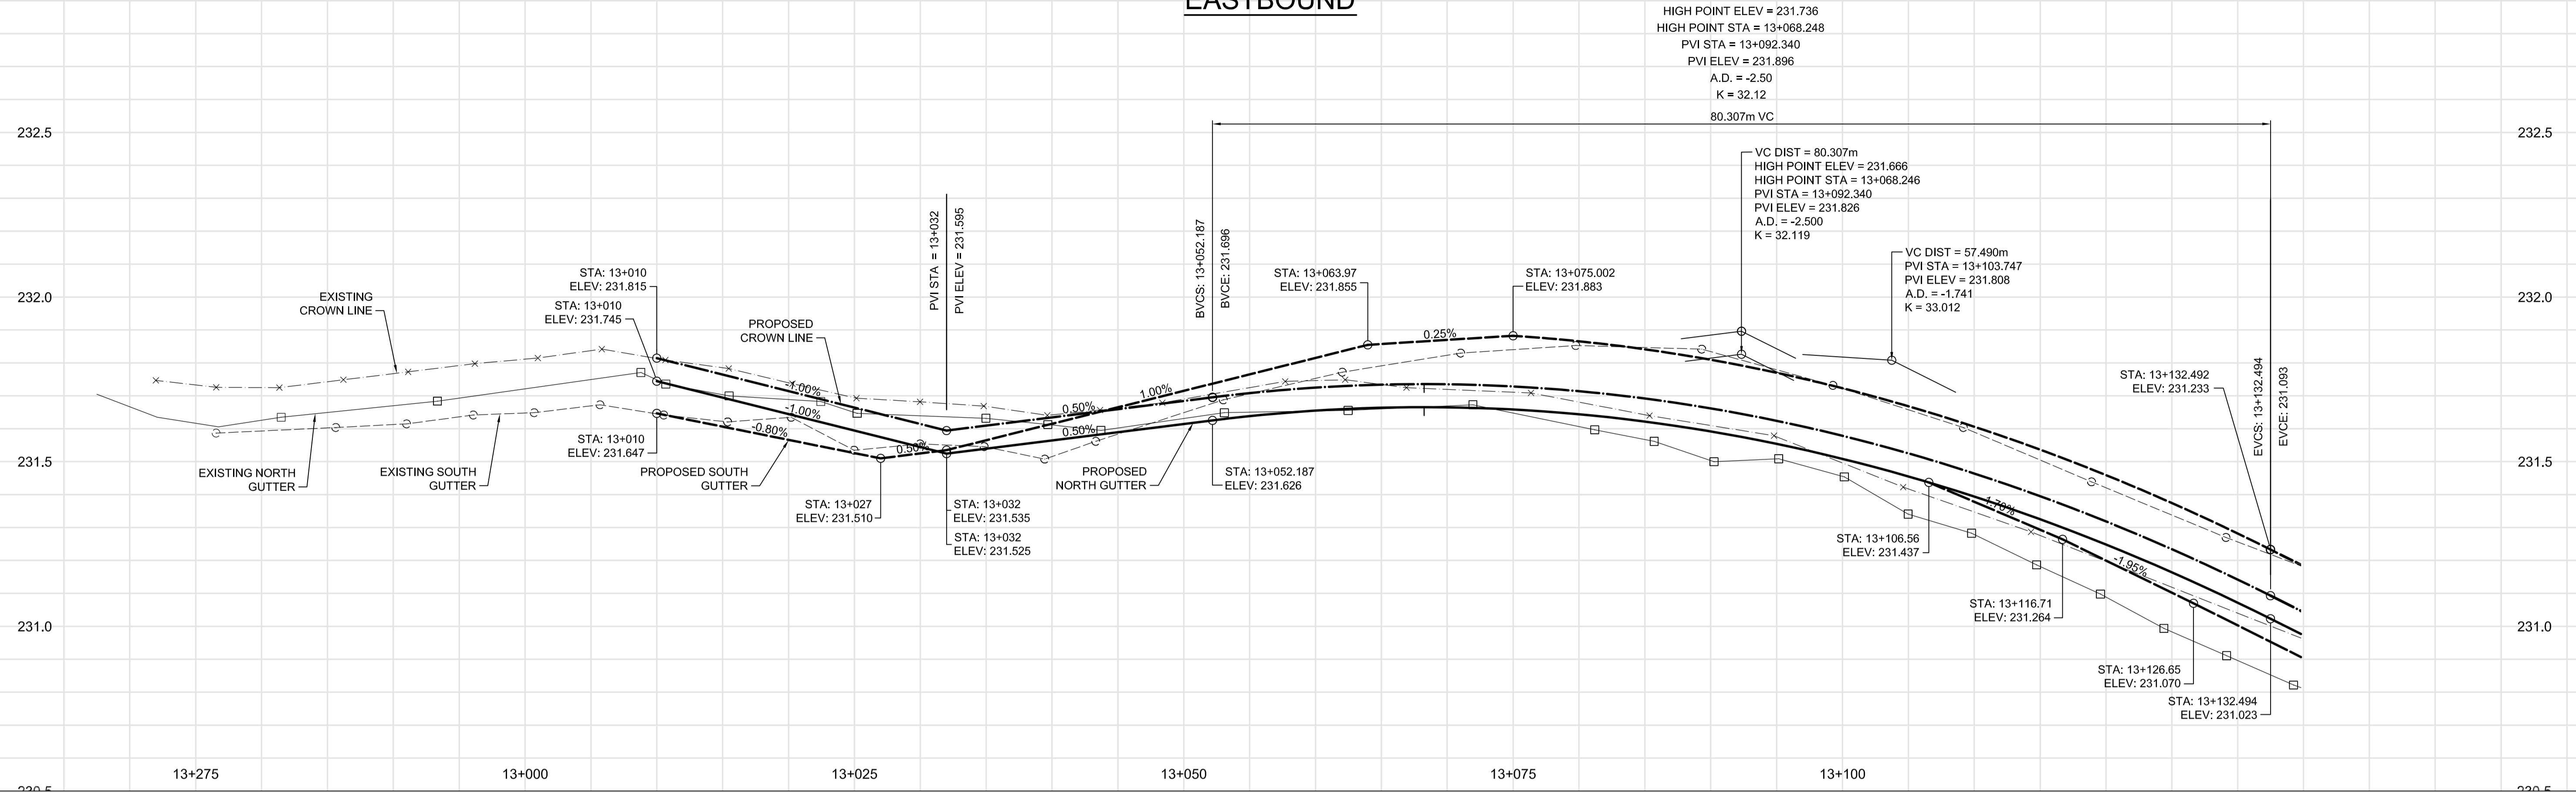 EASTBOUND
HIGH POINT ELEV = 231.736
HIGH POINT STA = 13+068.248
PVI STA = 13+092.340
PVI ELEV = 231.896
A.D. = -2.50
K = 32.12
80.307m VC
232.5
232.5
VC DIST = 80.307m
HIGH POINT ELEV = 231.666
HIGH POINT STA = 13+068.246
PVI STA = 13+092.340
PVI ELEV = 231.826
A.D. = -2.500
K = 32.119
VC DIST = 57.490m
PVI STA = 13+103.747
PVI ELEV = 231.808
A.D. = -1.741
K = 33.012
PVI STA = 13+032
PVI ELEV = 231.595
BVCS: 13+052.187
BVCE: 231.696
STA: 13+010
ELEV: 231.815
STA: 13+010
ELEV: 231.745
STA: 13+063.97
ELEV: 231.855
STA: 13+075.002
ELEV: 231.883
232.0
232.0
EXISTING
CROWN LINE
PROPOSED
CROWN LINE
0.25%
-1.00%
1.00%
0.50%
-1.00%
0.50%
-0.80%
0.50%
STA: 13+132.492
ELEV: 231.233
EVCS: 13+132.494
EVCE: 231.093
STA: 13+010
ELEV: 231.647
231.5
231.5
EXISTING NORTH
GUTTER
EXISTING SOUTH
GUTTER
PROPOSED SOUTH
GUTTER
PROPOSED
NORTH GUTTER
STA: 13+052.187
ELEV: 231.626
STA: 13+027
ELEV: 231.510
STA: 13+032
ELEV: 231.535
STA: 13+032
ELEV: 231.525
-1.70%
STA: 13+106.56
ELEV: 231.437
-1.95%
STA: 13+116.71
ELEV: 231.264
231.0
231.0
STA: 13+126.65
ELEV: 231.070
STA: 13+132.494
ELEV: 231.023
13+275
13+000
13+025
13+050
13+075
13+100
230.5
230.5